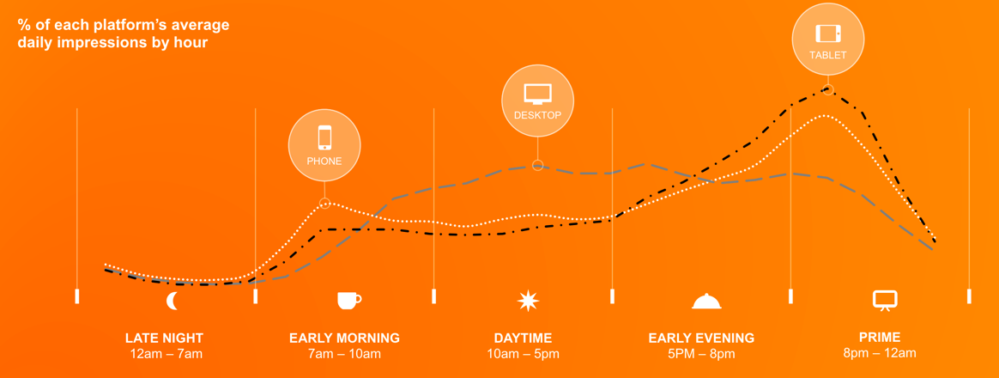 % of each platform’s average
daily impressions by hour
TABLET
DESKTOP
PHONE
LATE NIGHT
12am – 7am
EARLY MORNING
7am – 10am
DAYTIME
10am – 5pm
EARLY EVENING
5PM – 8pm
PRIME
8pm – 12am